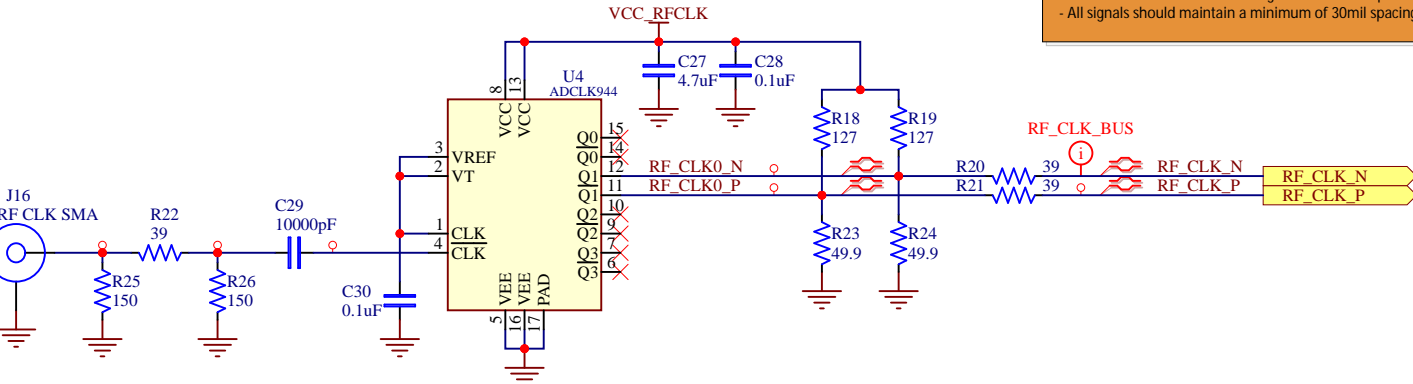 - All signals should maintain a minimum of 30mil spacing
VCC_RFCLK
C27
4.7uF
C28
0.1uF
U4
ADCLK944
8
13
VCC
VCC
R18
127
R19
127
RF_CLK_BUS
i
3
VREF
2
VT
1
CLK
4
CLK
Q0
15
Q0
14
Q1
12
Q1
11
Q2
10
Q2
9
Q3
7
Q3
6
RF_CLK0_N
RF_CLK0_P
R20
39
R21
39
RF_CLK_N
RF_CLK_P
RF_CLK_N
RF_CLK_P
J16
RF CLK SMA
R22
39
C29
10000pF
R25
150
R26
150
C30
0.1uF
R23
49.9
R24
49.9
VEE
VEE
PAD
5
16
17